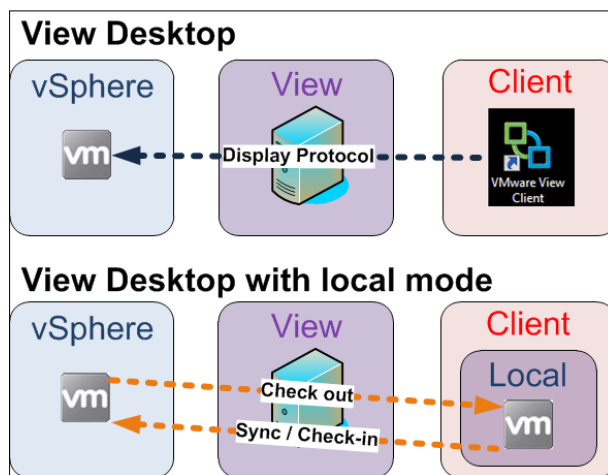 View Desktop
vSphere
View
Client
vm
Display Protocol
VMware View
Client
View Desktop with local mode
vSphere
View
Client
Local
vm
Check out
vm
Sync / Check-in